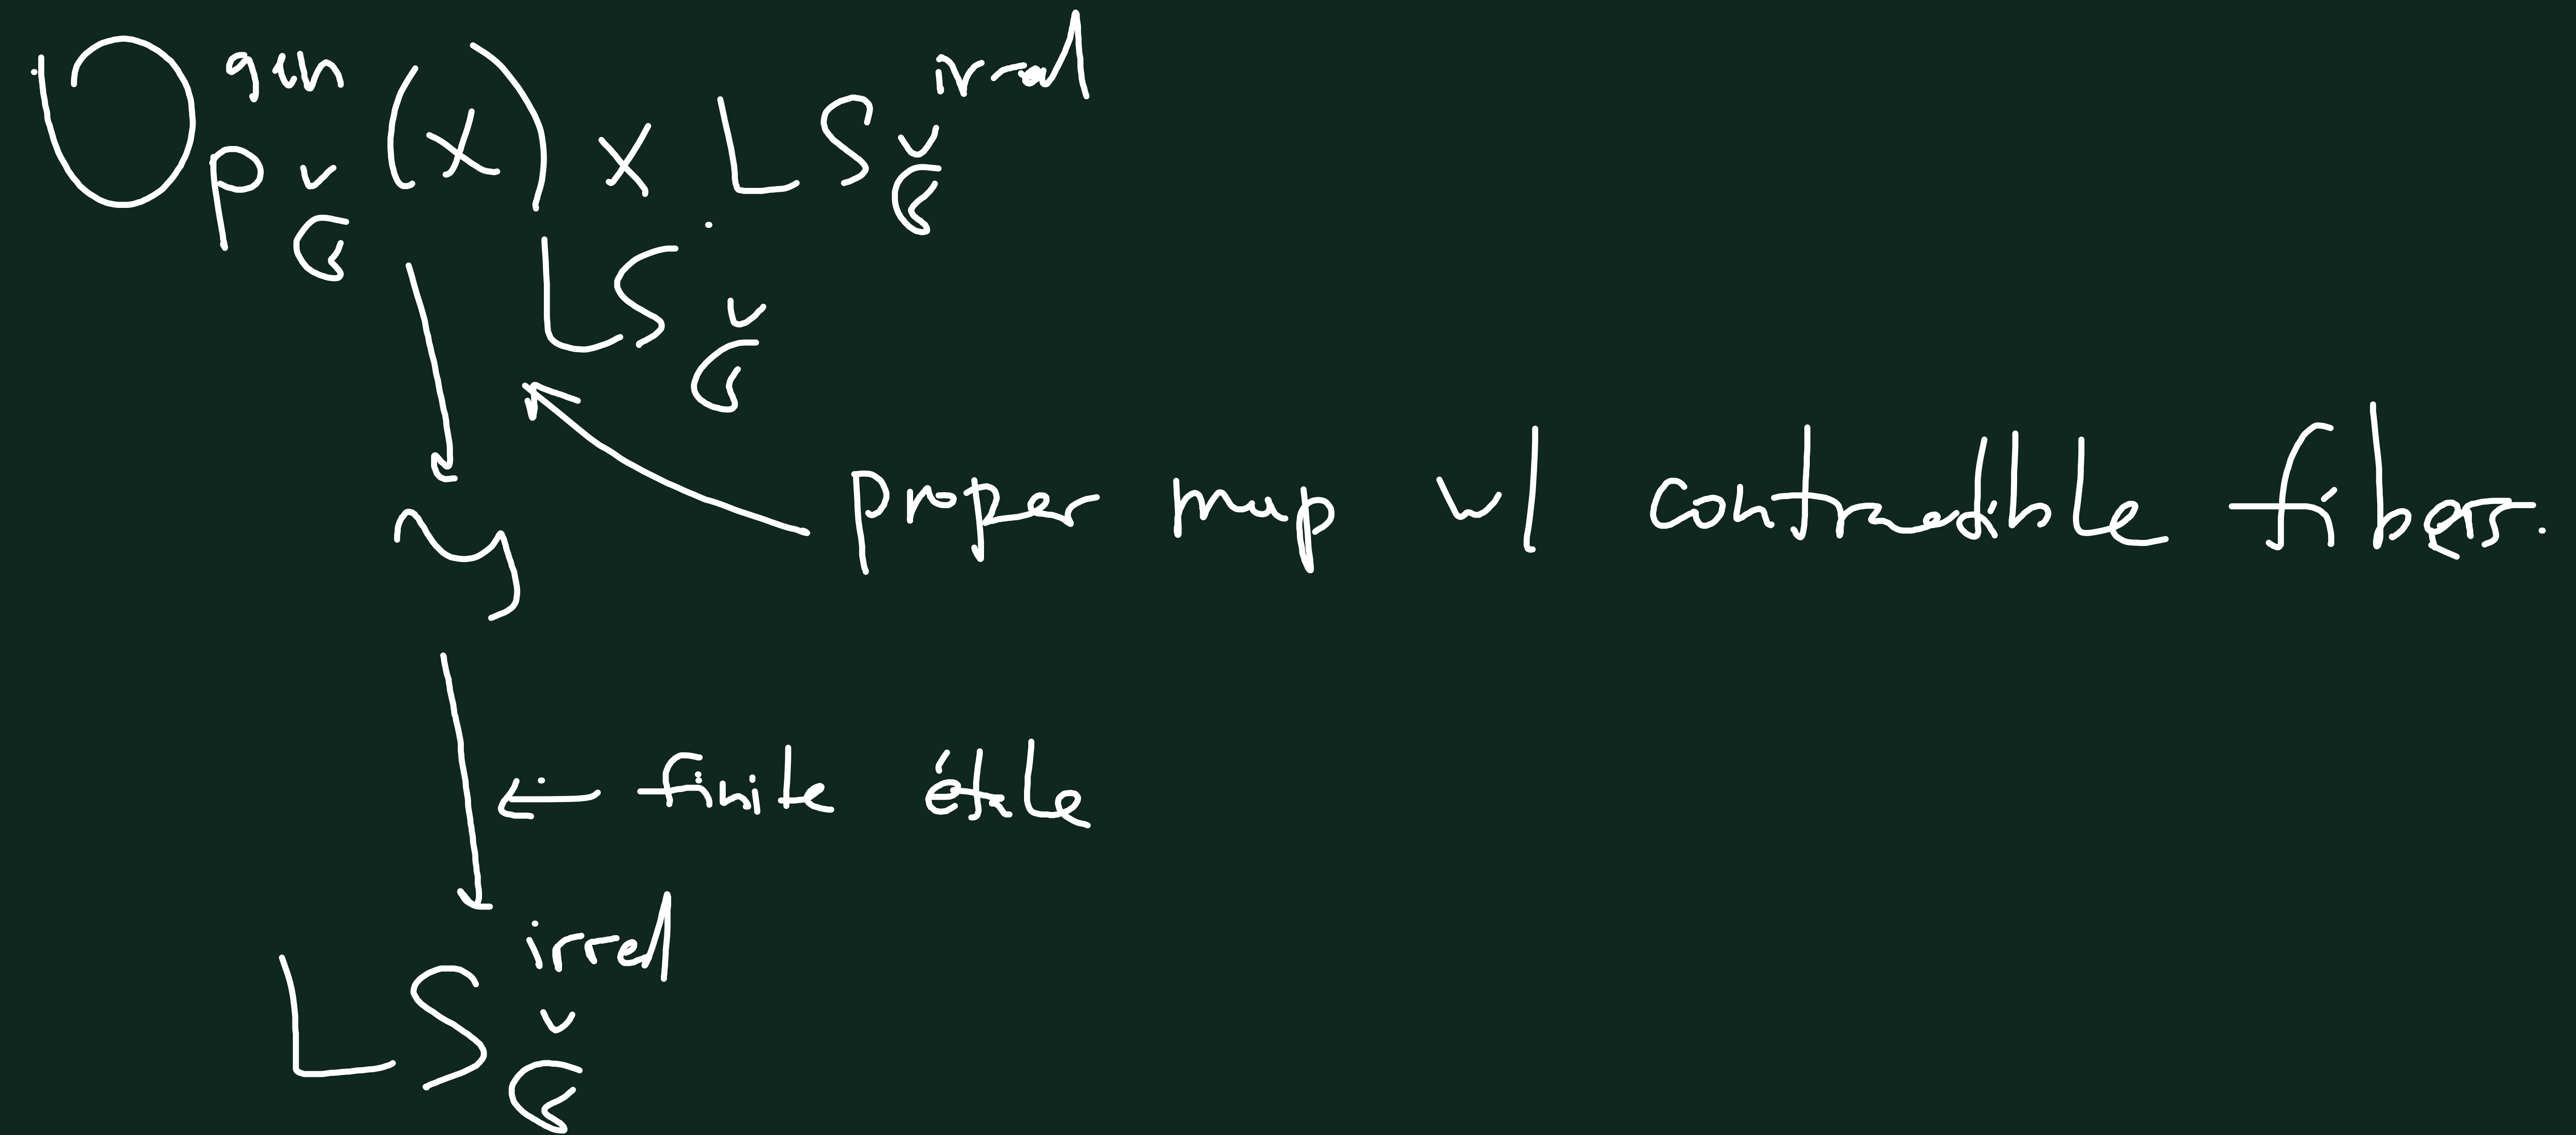 Op^{gen}_{Ǧ}(x) × LS^{irred}_{Ǧ}
LS_{Ǧ}
proper map w/ contractible fibers.
Y
finite étale
LS^{irred}_{Ǧ}